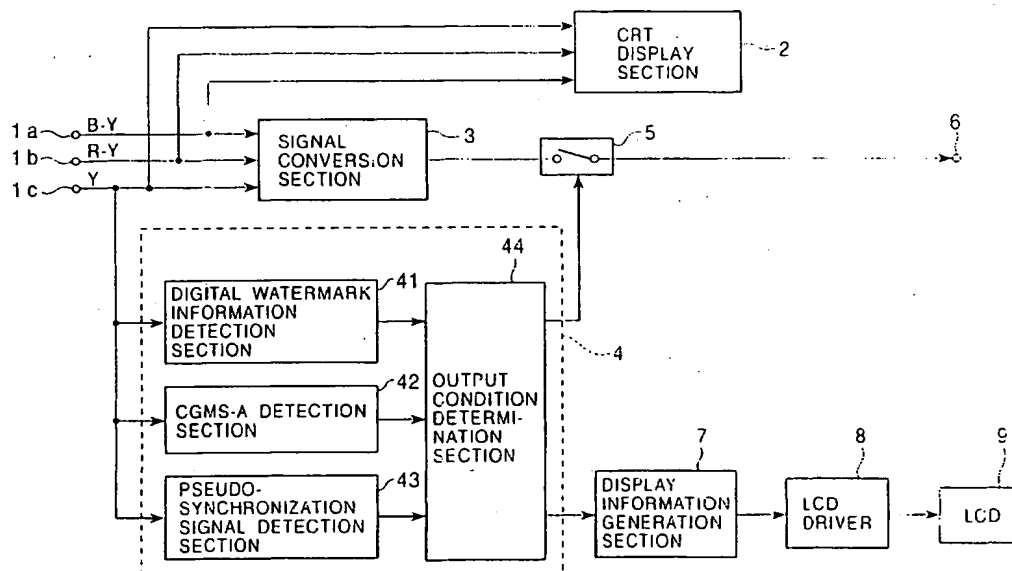 CRT
DISPLAY
SECTION
2
1a
B-Y
1b
R-Y
1c
Y
3
SIGNAL
CONVERSION
SECTION
5
6
44
41
DIGITAL WATERMARK
INFORMATION
DETECTION
SECTION
4
42
CGMS-A DETECTION
SECTION
OUTPUT
CONDITION
DETERMI-
NATION
SECTION
43
PSEUDO-
SYNCHRONIZATION
SIGNAL DETECTION
SECTION
7
DISPLAY
INFORMATION
GENERATION
SECTION
8
LCD
DRIVER
9
LCD